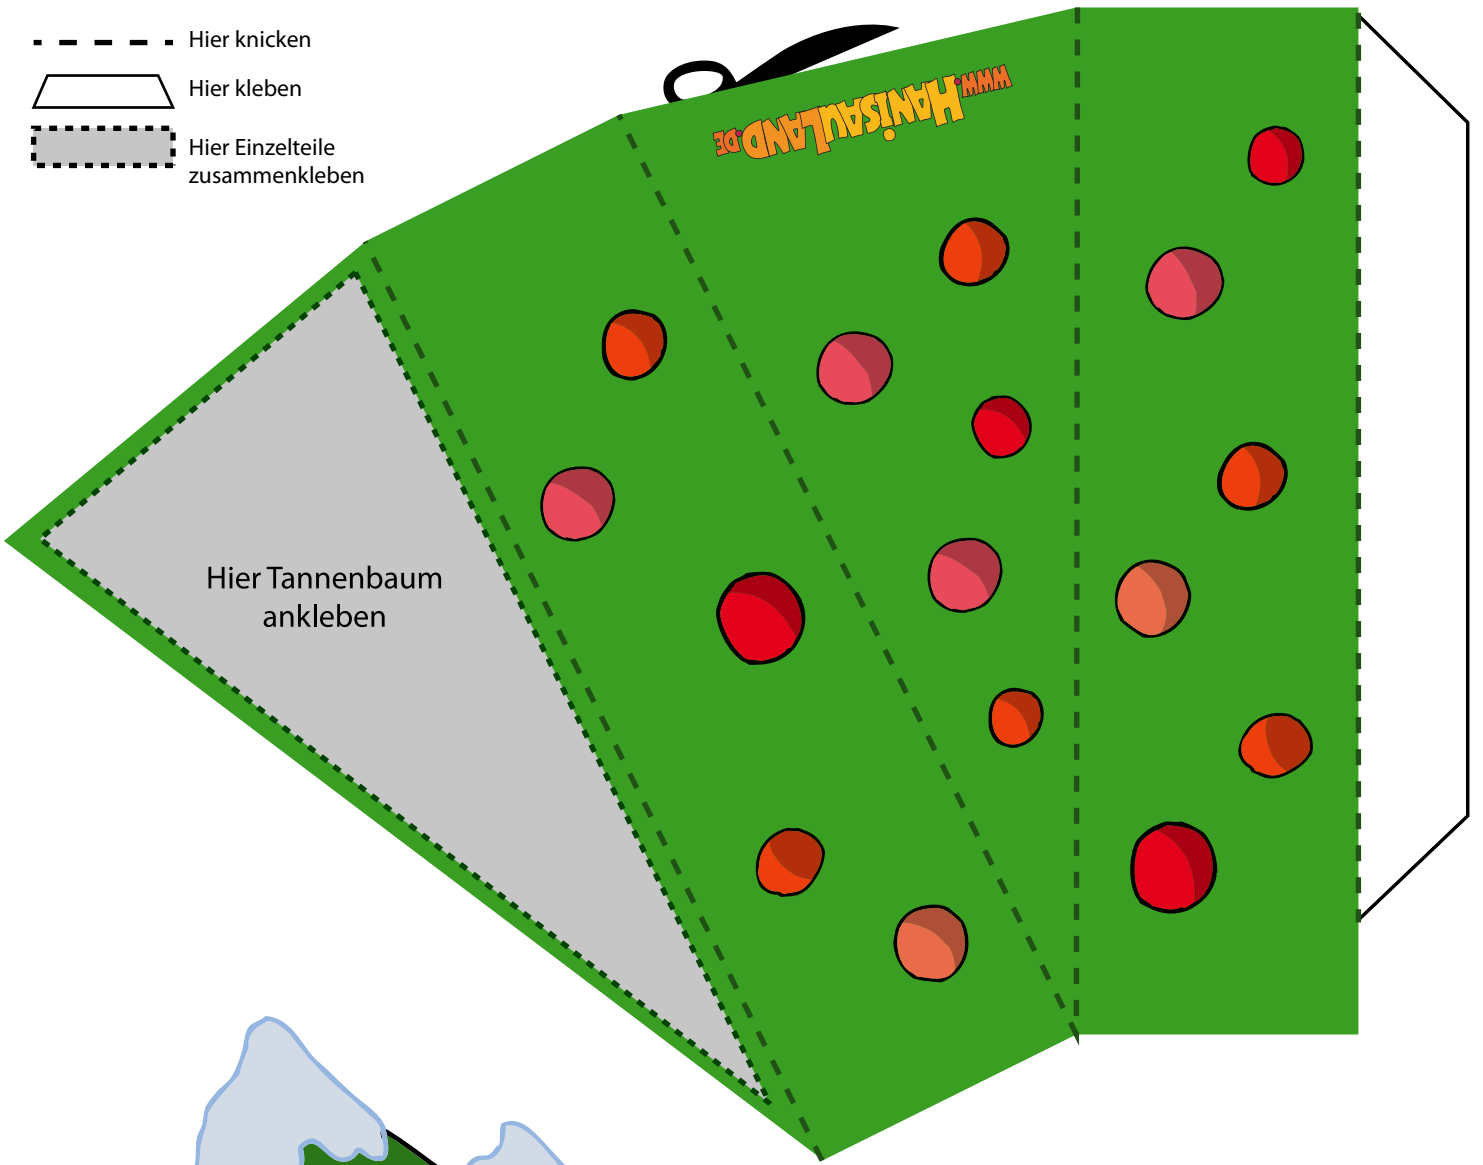 Hier knicken
Hier kleben
Hier Einzelteile
zusammenkleben
WWW.HANISAULAND.DE
Hier Tannenbaum
ankleben